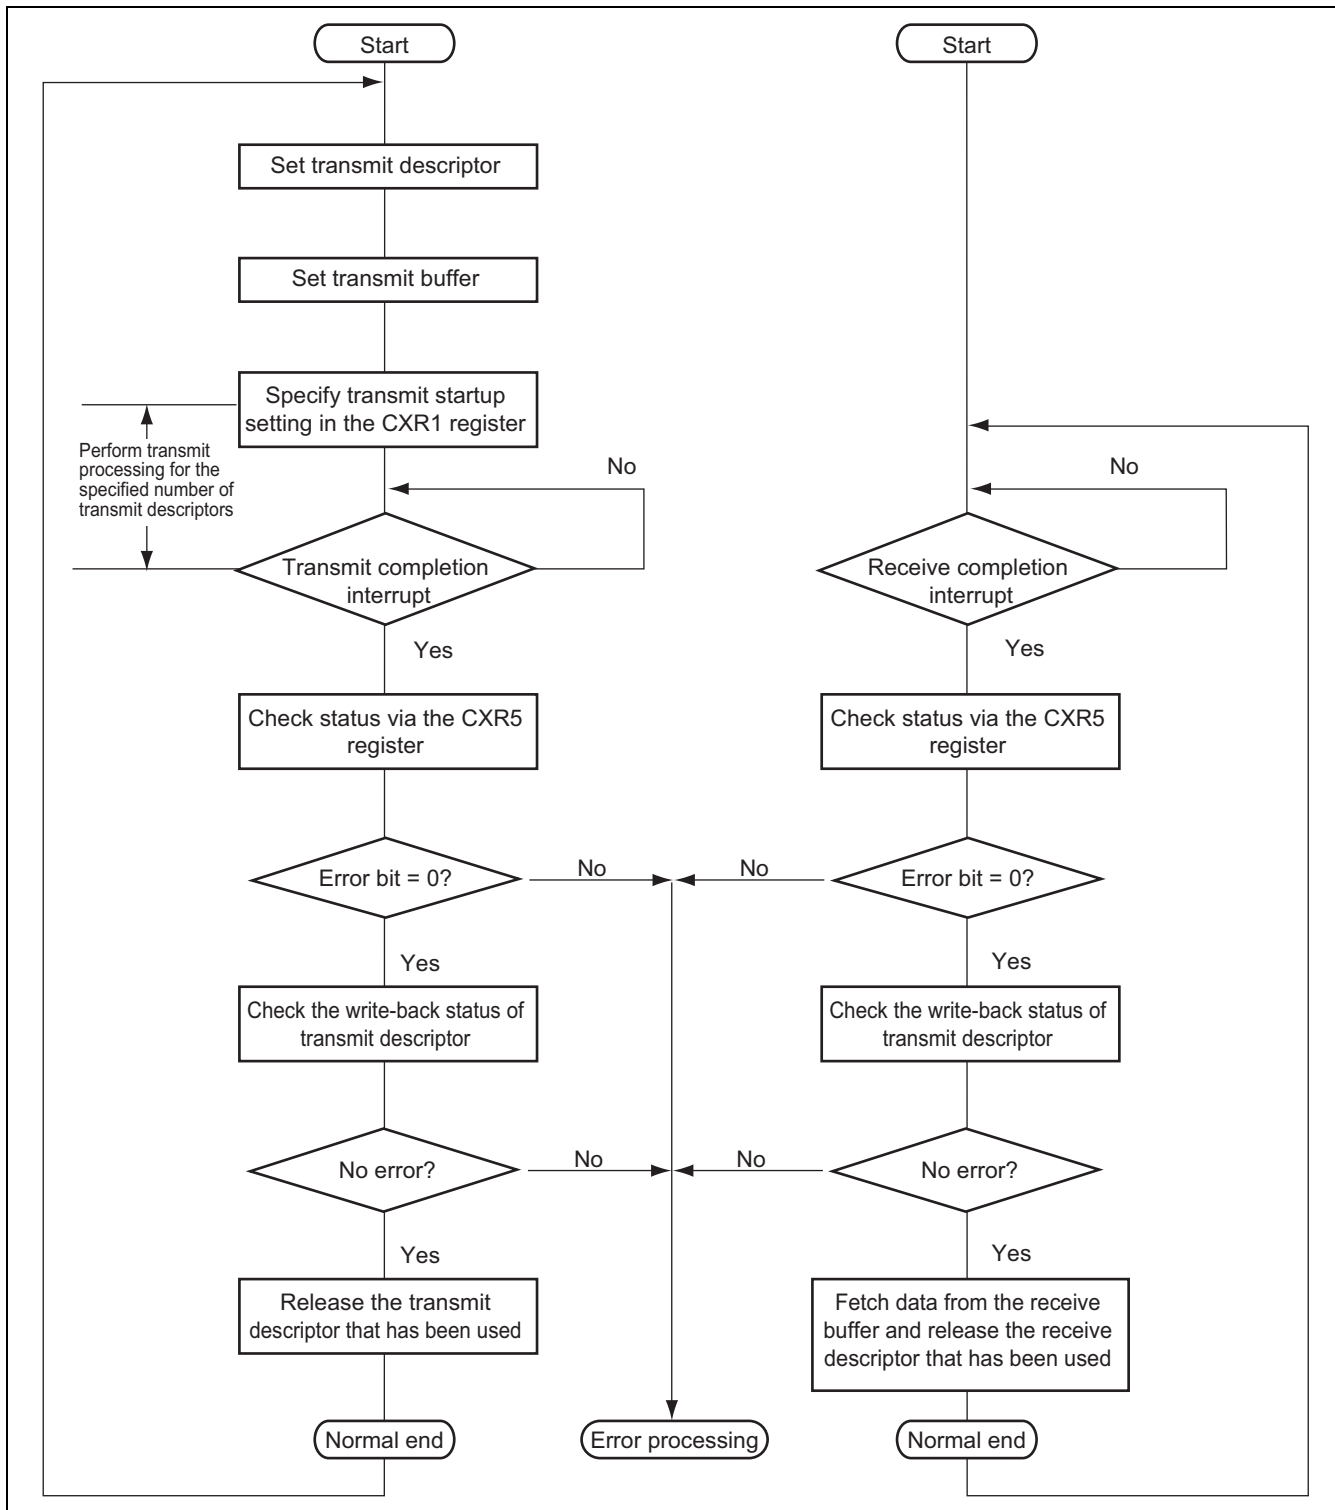 Start
Set transmit descriptor
Set transmit buffer
Specify transmit startup
setting in the CXR1 register
Perform transmit
processing for the
specified number of
transmit descriptors
No
Transmit completion
interrupt
Yes
Check status via the CXR5
register
Error bit = 0?
No
Yes
Check the write-back status of
transmit descriptor
No error?
No
Yes
Release the transmit
descriptor that has been used
Normal end
Error processing
Start
No
Receive completion
interrupt
Yes
Check status via the CXR5
register
Error bit = 0?
No
Yes
Check the write-back status of
transmit descriptor
No error?
No
Yes
Fetch data from the receive
buffer and release the receive
descriptor that has been used
Normal end